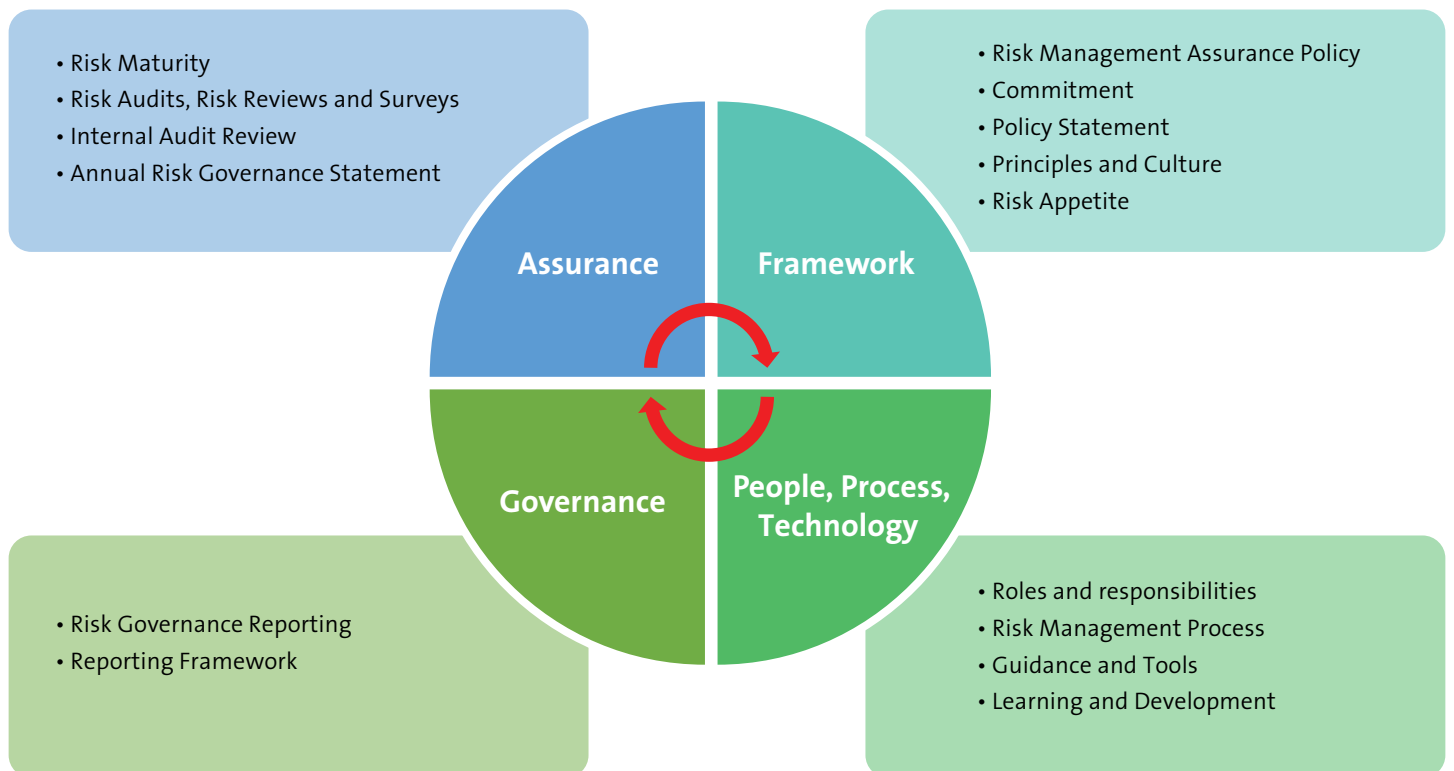 • Risk Maturity
• Risk Audits, Risk Reviews and Surveys
• Internal Audit Review
• Annual Risk Governance Statement
• Risk Management Assurance Policy
• Commitment
• Policy Statement
• Principles and Culture
• Risk Appetite
Assurance
Framework
Governance
People, Process,
Technology
• Risk Governance Reporting
• Reporting Framework
• Roles and responsibilities
• Risk Management Process
• Guidance and Tools
• Learning and Development